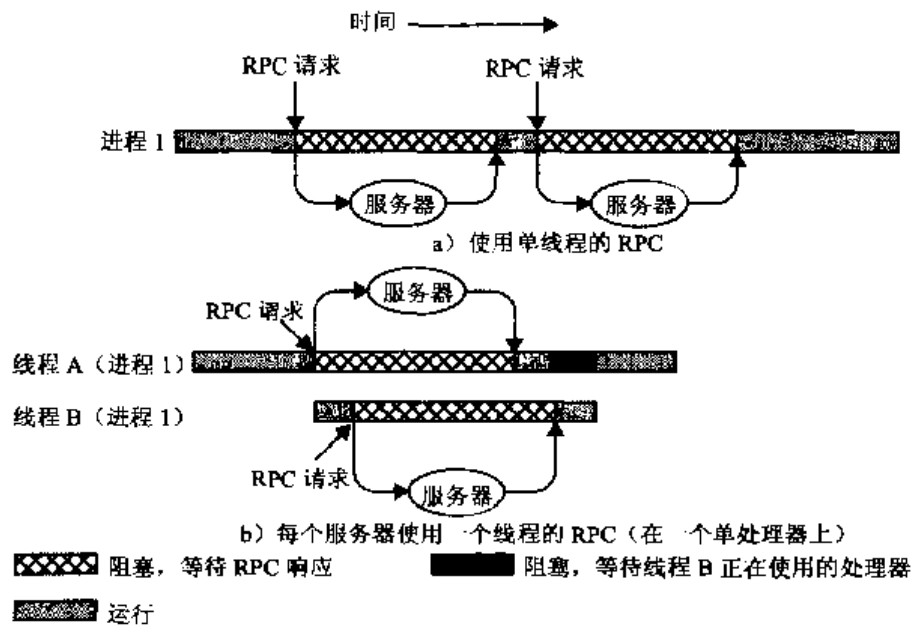 时间
RPC 请求
RPC 请求
进程 1
服务器
服务器
a）使用单线程的 RPC
服务器
RPC 请求
线程 A（进程 1）
线程 B（进程 1）
RPC 请求
服务器
b）每个服务器使用一个线程的 RPC（在一个单处理器上）
阻塞，等待 RPC 响应
阻塞，等待线程 B 正在使用的处理器
运行